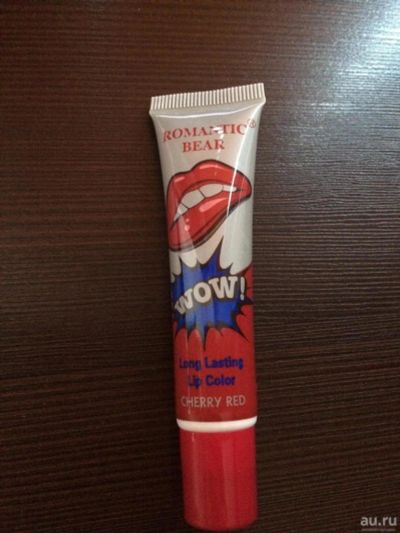 ROMANTIC®
BEAR
WOW!
Long Lasting
Lip Color
CHERRY RED
au.ru